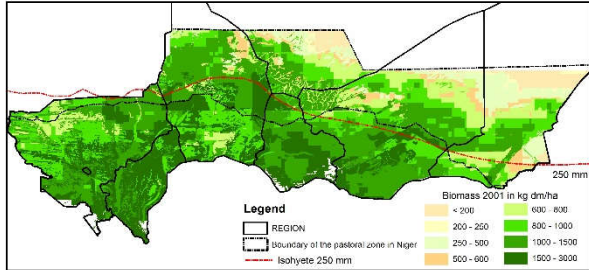 250 mm
Biomass 2001 in kg dm/ha
< 200
200 - 250
250 - 500
500 - 600
600 - 800
800 - 1000
1000 - 1500
1500 - 3000
Legend
REGION
Boundary of the pastoral zone in Niger
Isohyete 250 mm